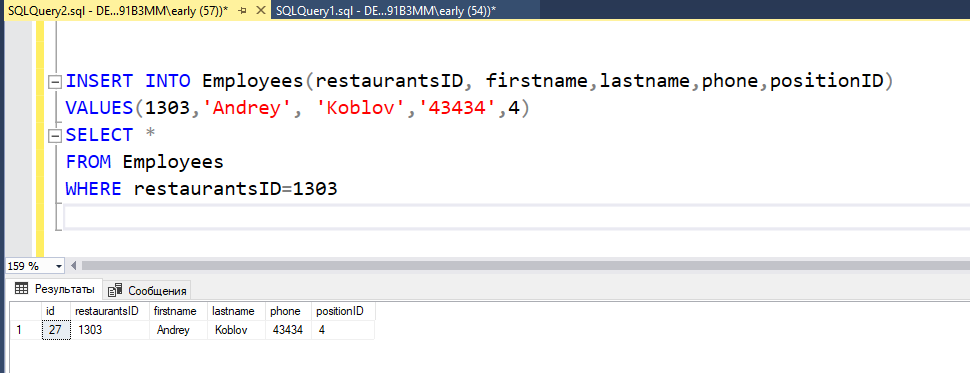 SQLQuery2.sql - DE...91B3MM\early (57))*
SQLQuery1.sql - DE...91B3MM\early (54))*
INSERT INTO Employees(restaurantsID, firstname,lastname,phone,positionID)
VALUES(1303,'Andrey', 'Koblov','43434',4)
SELECT *
FROM Employees
WHERE restaurantsID=1303
159 %
Результаты Сообщения
id restaurantsID firstname lastname phone positionID
1 27 1303 Andrey Koblov 43434 4